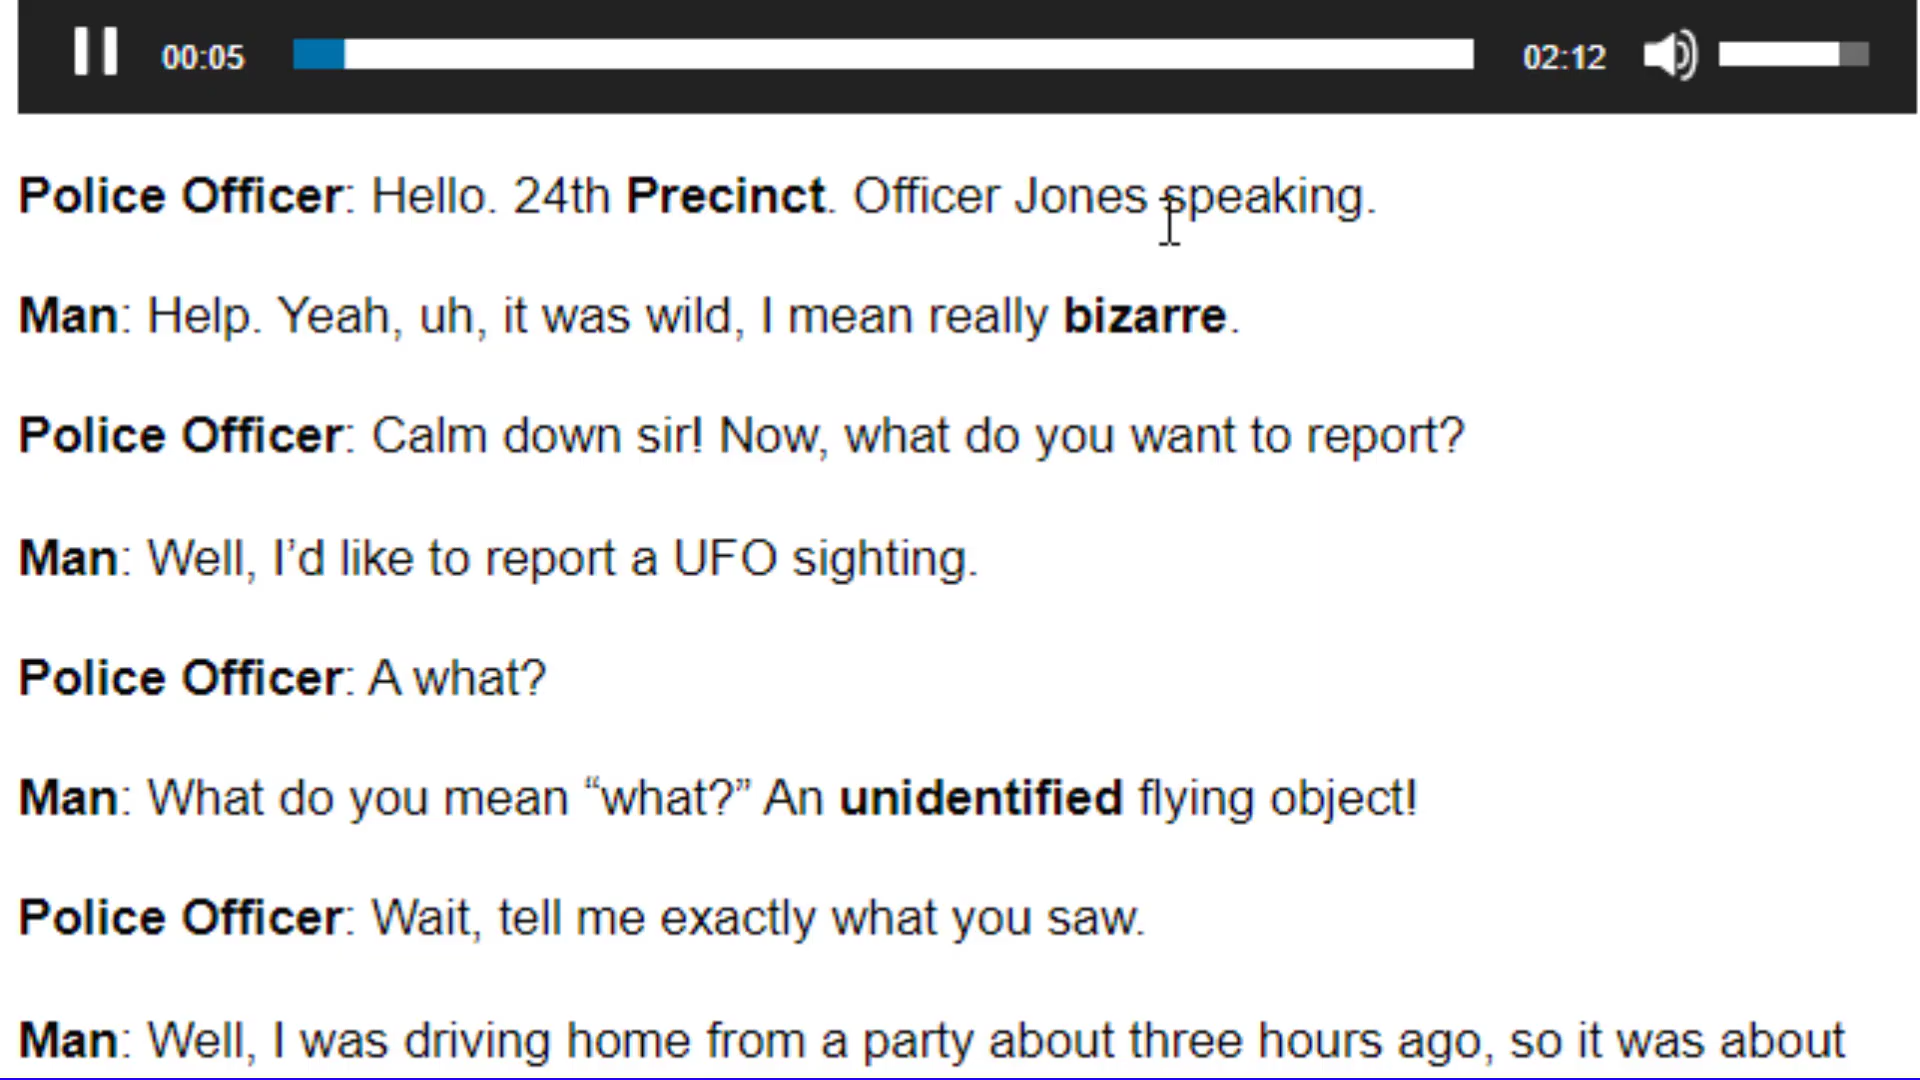 00:05 02:12
Police Officer: Hello. 24th Precinct. Officer Jones speaking.
Man: Help. Yeah, uh, it was wild, I mean really bizarre.
Police Officer: Calm down sir! Now, what do you want to report?
Man: Well, I’d like to report a UFO sighting.
Police Officer: A what?
Man: What do you mean “what?” An unidentified flying object!
Police Officer: Wait, tell me exactly what you saw.
Man: Well, I was driving home from a party about three hours ago, so it was about